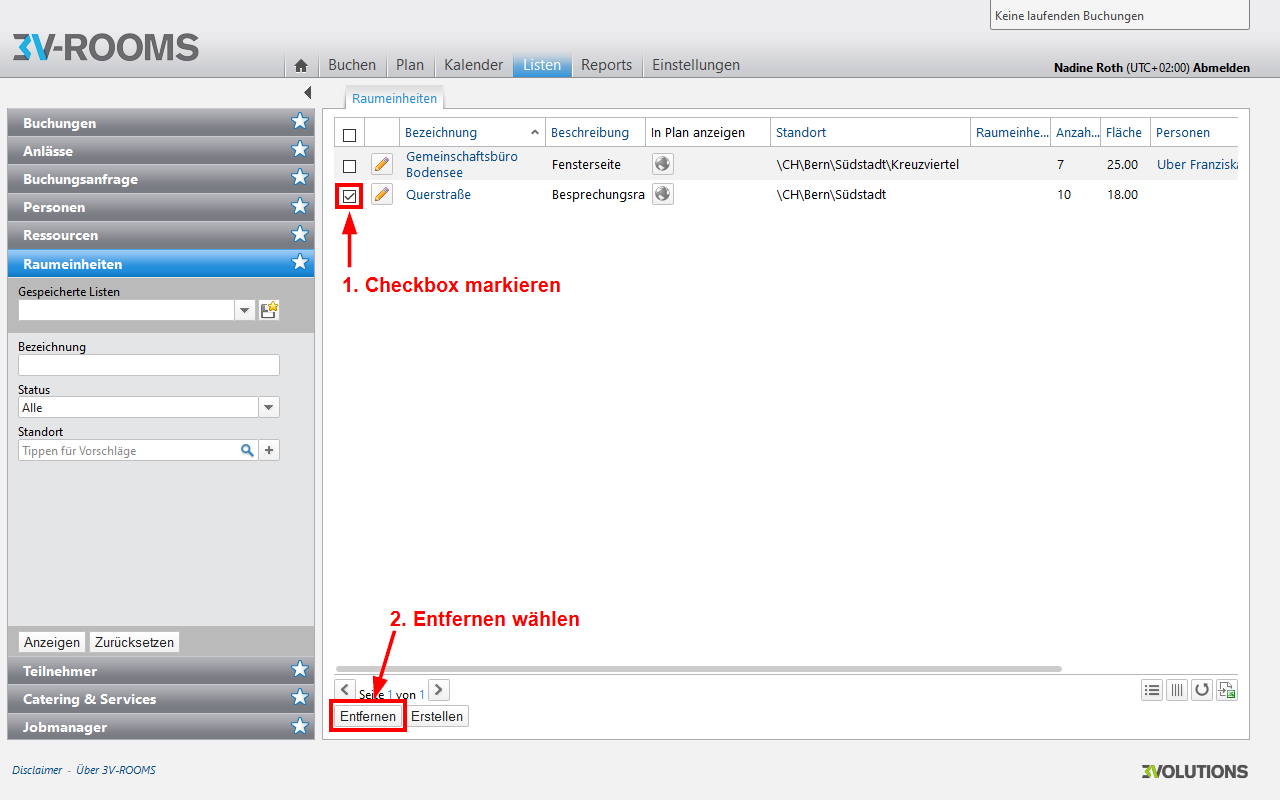 Keine laufenden Buchungen
3V-ROOMS
Buchen Plan Kalender Listen Reports Einstellungen
Nadine Roth (UTC+02:00) Abmelden
Raumeinheiten
Buchungen
Anlässe
Buchungsanfrage
Personen
Ressourcen
Raumeinheiten
Gespeicherte Listen
Bezeichnung
Status
Alle
Standort
Tippen für Vorschläge
Anzeigen Zurücksetzen
Teilnehmer
Catering & Services
Jobmanager
Bezeichnung Beschreibung In Plan anzeigen Standort Raumeinhe... Anzah... Fläche Personen
Gemeinschaftsbüro
Bodensee Fensterseite \CH\Bern\Südstadt\Kreuzviertel 7 25.00 Uber Franziska
Querstraße Besprechungsra \CH\Bern\Südstadt 10 18.00
1. Checkbox markieren
2. Entfernen wählen
Seite 1 von 1
Entfernen Erstellen
Disclaimer - Über 3V-ROOMS
3VOLUTIONS